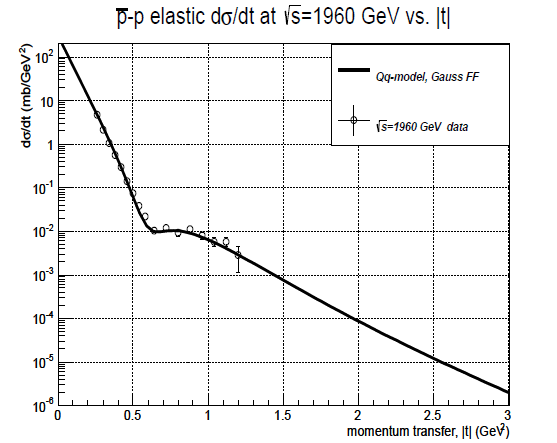 p̅-p elastic dσ/dt at √s=1960 GeV vs. |t|
dσ/dt (mb/GeV²)
Qq-model, Gauss FF
√s=1960 GeV data
10²
10
1
10⁻¹
10⁻²
10⁻³
10⁻⁴
10⁻⁵
10⁻⁶
0 0.5 1 1.5 2 2.5 3
momentum transfer, |t| (GeV²)